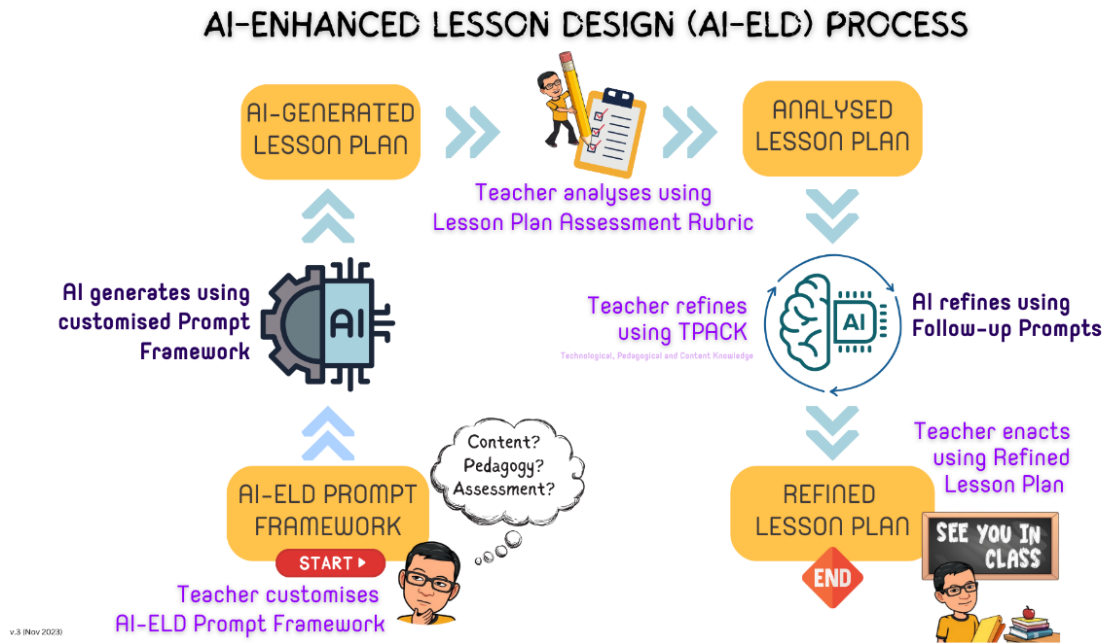 AI-ENHANCED LESSON DESIGN (AI-ELD) PROCESS
AI-GENERATED
LESSON PLAN
Teacher analyses using
Lesson Plan Assessment Rubric
ANALYSED
LESSON PLAN
AI generates using
customised Prompt
Framework
AI
Teacher refines
using TPACK
Technological, Pedagogical and Content Knowledge
AI
AI refines using
Follow-up Prompts
Content?
Pedagogy?
Assessment?
AI-ELD PROMPT
FRAMEWORK
START
Teacher customises
AI-ELD Prompt Framework
Teacher enacts
using Refined
Lesson Plan
REFINED
LESSON PLAN
END
SEE YOU IN
CLASS
v.3 (Nov 2023)